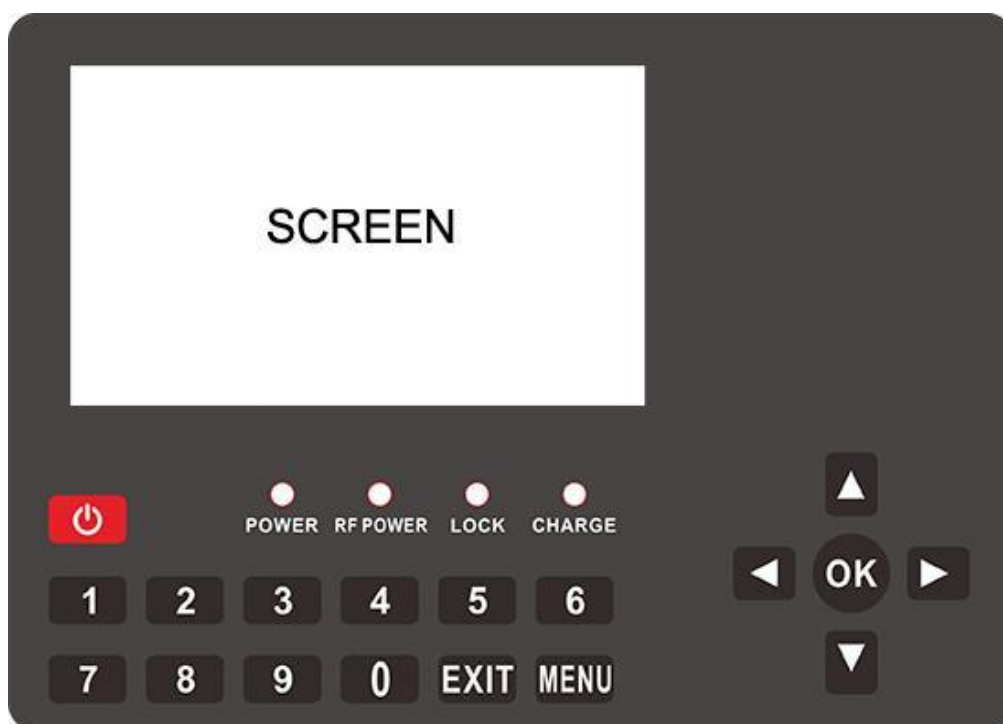 SCREEN
POWER RF POWER LOCK CHARGE
1 2 3 4 5 6
OK
7 8 9 0 EXIT MENU